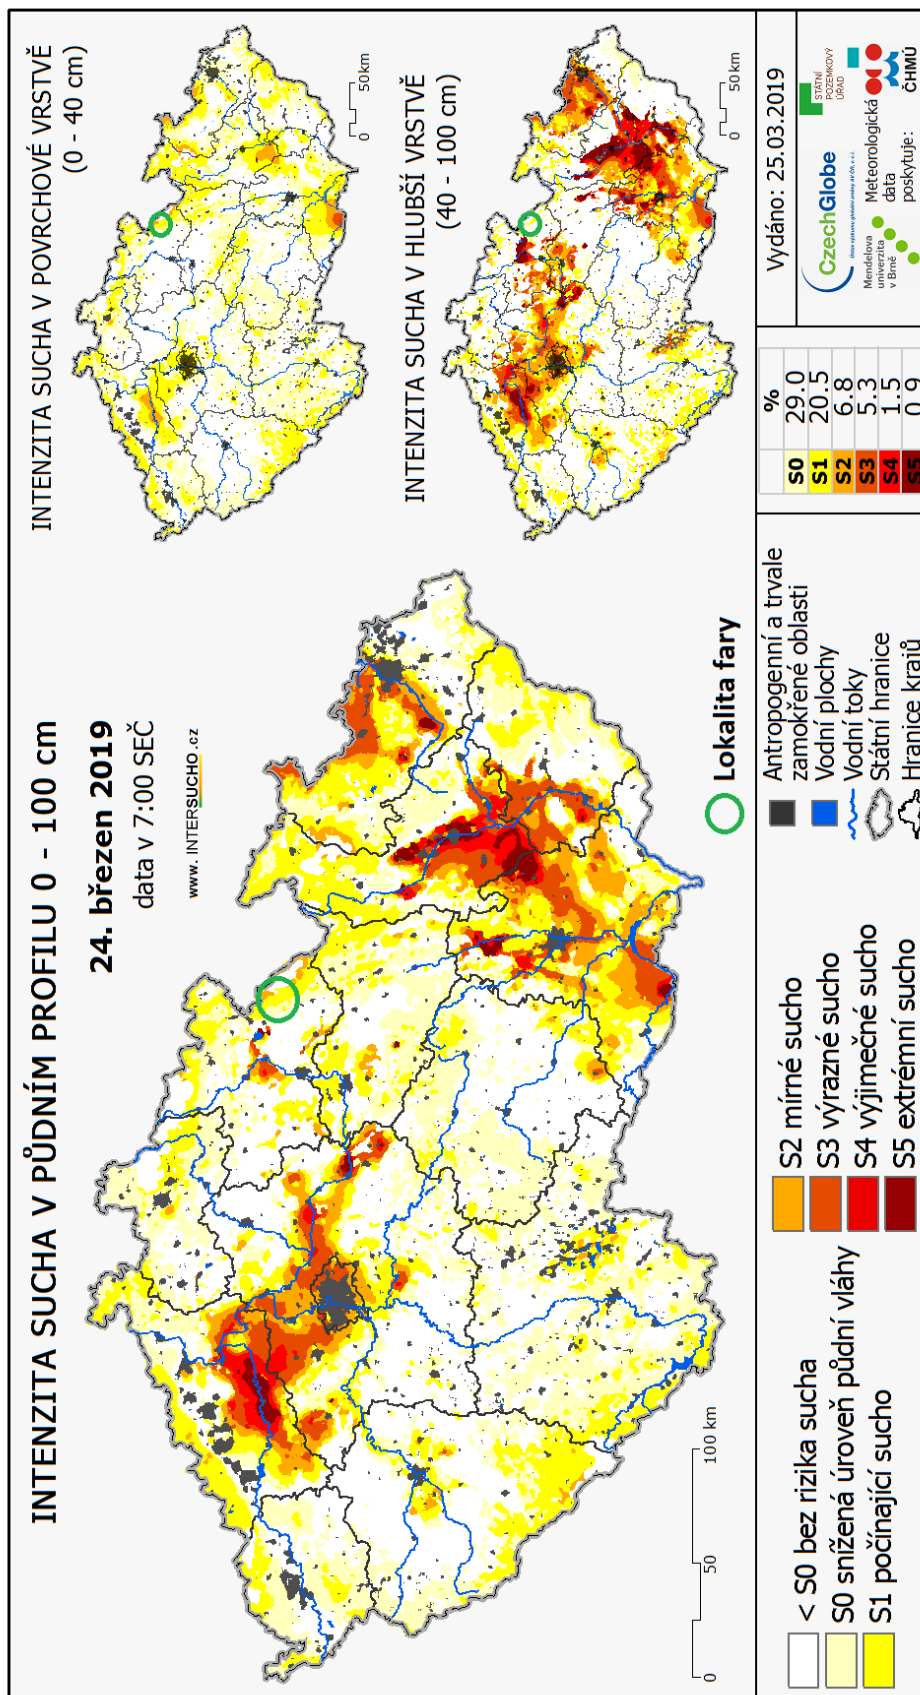 INTENZITA SUCHA V PŮDNÍM PROFILU 0 - 100 cm
24. březen 2019
data v 7:00 SEČ
www. INTERSUCHO.cz
0 50 100 km
Lokalita fary
INTENZITA SUCHA V POVRCHOVÉ VRSTVĚ
(0 - 40 cm)
0 50 km
INTENZITA SUCHA V HLUBŠÍ VRSTVĚ
(40 - 100 cm)
0 50 km
< S0 bez rizika sucha
S0 snížená úroveň půdní vláhy
S1 počínající sucho
S2 mírné sucho
S3 výrazné sucho
S4 výjimečné sucho
S5 extrémní sucho
Antropogenní a trvale
zamokřené oblasti
Vodní plochy
Vodní toky
Státní hranice
Hranice krajů
%
S0 29.0
S1 20.5
S2 6.8
S3 5.3
S4 1.5
S5 0.9
Vydáno: 25.03.2019
CzechGlobe
STÁTNÍ
POZEMKOVÝ
ÚŘAD
Mendelova
univerzita
v Brně
Meteorologická
data
poskytuje:
ČHMÚ